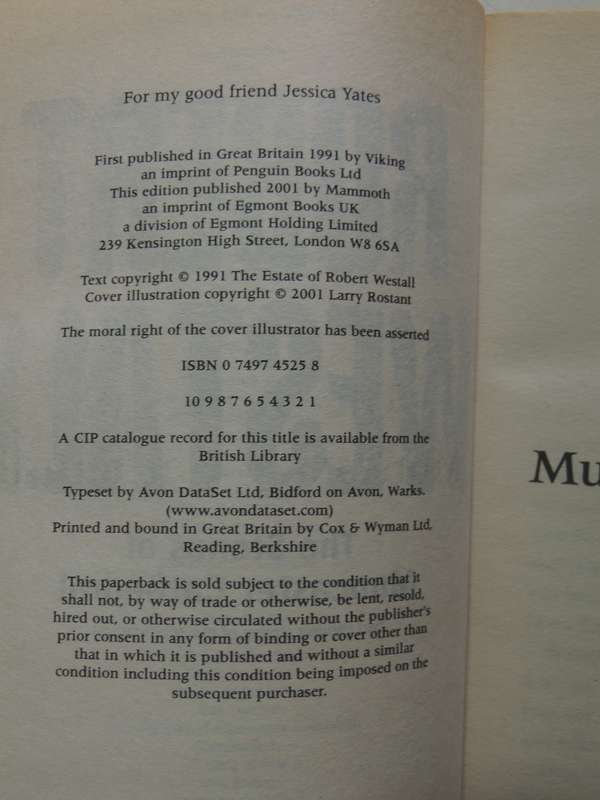 For my good friend Jessica Yates
First published in Great Britain 1991 by Viking
an imprint of Penguin Books Ltd
This edition published 2001 by Mammoth
an imprint of Egmont Books UK
a division of Egmont Holding Limited
239 Kensington High Street, London W8 6SA
Text copyright © 1991 The Estate of Robert Westall
Cover illustration copyright © 2001 Larry Rostant
The moral right of the cover illustrator has been asserted
ISBN 0 7497 4525 8
10 9 8 7 6 5 4 3 2 1
A CIP catalogue record for this title is available from the
British Library
Typeset by Avon DataSet Ltd, Bidford on Avon, Warks.
(www.avondataset.com)
Printed and bound in Great Britain by Cox & Wyman Ltd,
Reading, Berkshire
This paperback is sold subject to the condition that it
shall not, by way of trade or otherwise, be lent, resold,
hired out, or otherwise circulated without the publisher's
prior consent in any form of binding or cover other than
that in which it is published and without a similar
condition including this condition being imposed on the
subsequent purchaser.
Mu